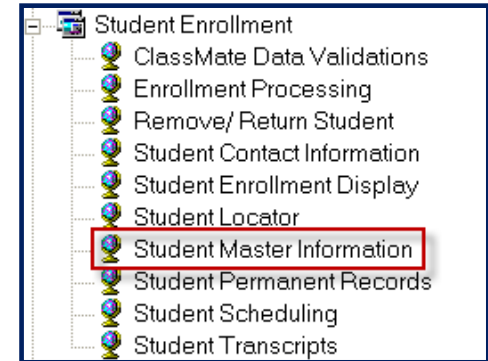 Student Enrollment
ClassMate Data Validations
Enrollment Processing
Remove/ Return Student
Student Contact Information
Student Enrollment Display
Student Locator
Student Master Information
Student Permanent Records
Student Scheduling
Student Transcripts